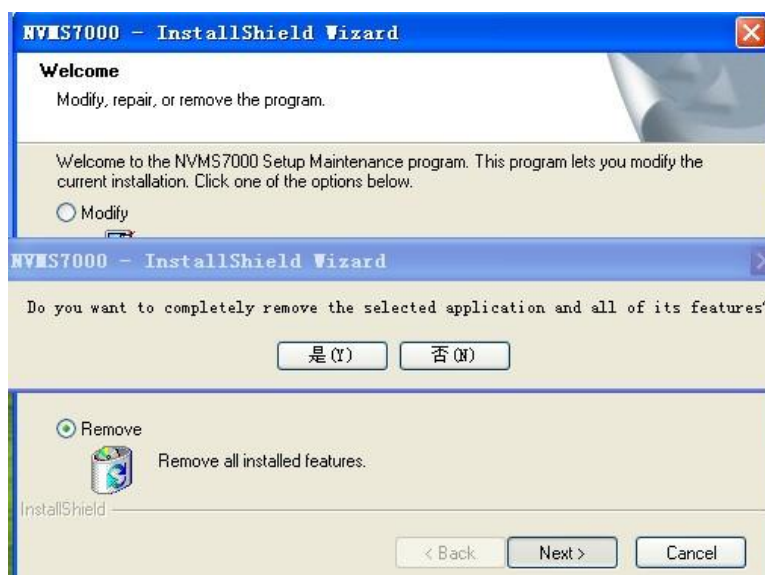 NVMS7000 - InstallShield Wizard
Welcome
Modify, repair, or remove the program.
Welcome to the NVMS7000 Setup Maintenance program. This program lets you modify the
current installation. Click one of the options below.
Modify
NVMS7000 - InstallShield Wizard
Do you want to completely remove the selected application and all of its features?
是(Y) 否(N)
Remove
Remove all installed features.
InstallShield
< Back Next > Cancel